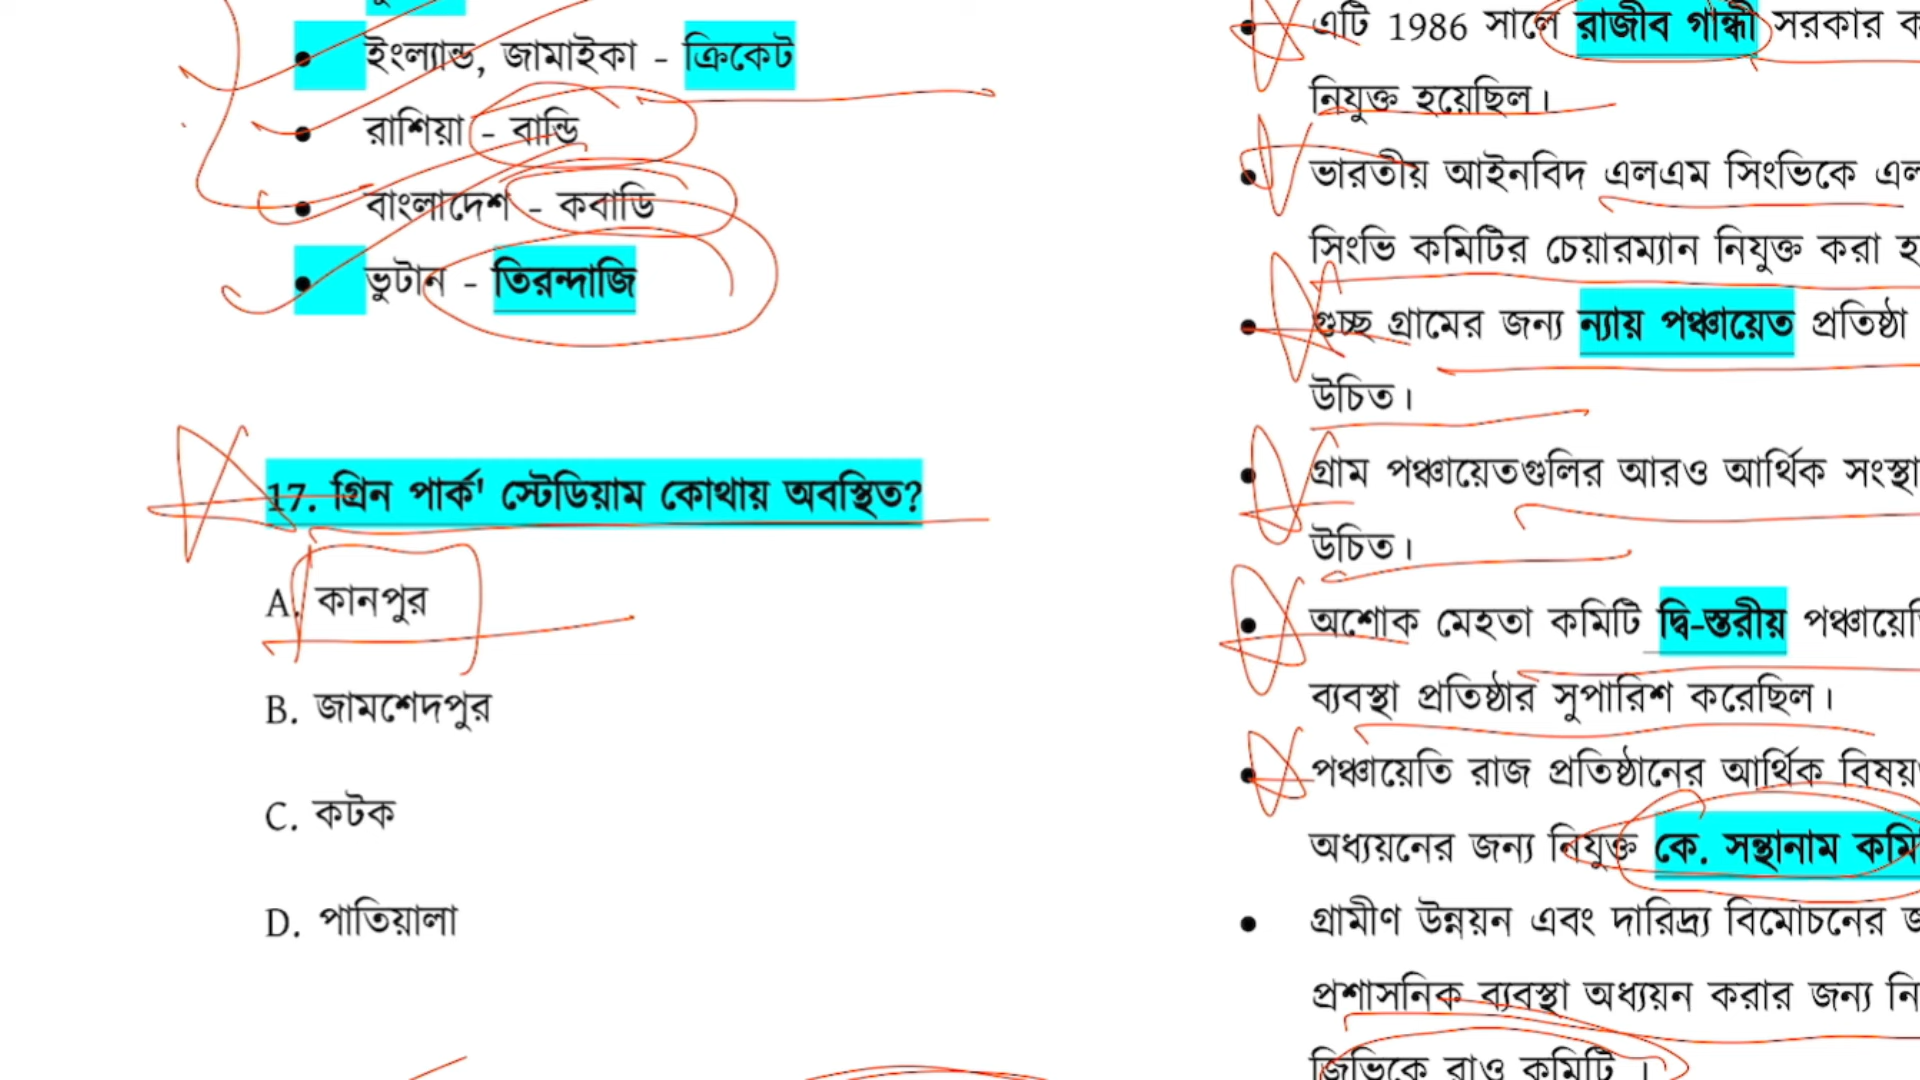 ইংল্যান্ড, জামাইকা - ক্রিকেট
রাশিয়া - বান্ডি
বাংলাদেশ - কবাডি
ভুটান - তিরন্দাজি
17. গ্রিন পার্ক' স্টেডিয়াম কোথায় অবস্থিত?
A. কানপুর
B. জামশেদপুর
C. কটক
D. পাতিয়ালা
এটি 1986 সালে রাজীব গান্ধী সরকার
নিযুক্ত হয়েছিল।
ভারতীয় আইনবিদ এলএম সিংভিকে
সিংভি কমিটির চেয়ারম্যান নিযুক্ত করা
গুচ্ছ গ্রামের জন্য ন্যায় পঞ্চায়েত প্রতিষ্ঠা
উচিত।
গ্রাম পঞ্চায়েতগুলির আরও আর্থিক
উচিত।
অশোক মেহতা কমিটি দ্বি-স্তরীয়
ব্যবস্থা প্রতিষ্ঠার সুপারিশ করেছিল।
পঞ্চায়েতি রাজ প্রতিষ্ঠানের আর্থিক
অধ্যয়নের জন্য নিযুক্ত কে. সন্থানাম
গ্রামীণ উন্নয়ন এবং দারিদ্র্য বিমোচনের
প্রশাসনিক ব্যবস্থা অধ্যয়ন করার জন্য
জিভিকে রাও কমিটি ।